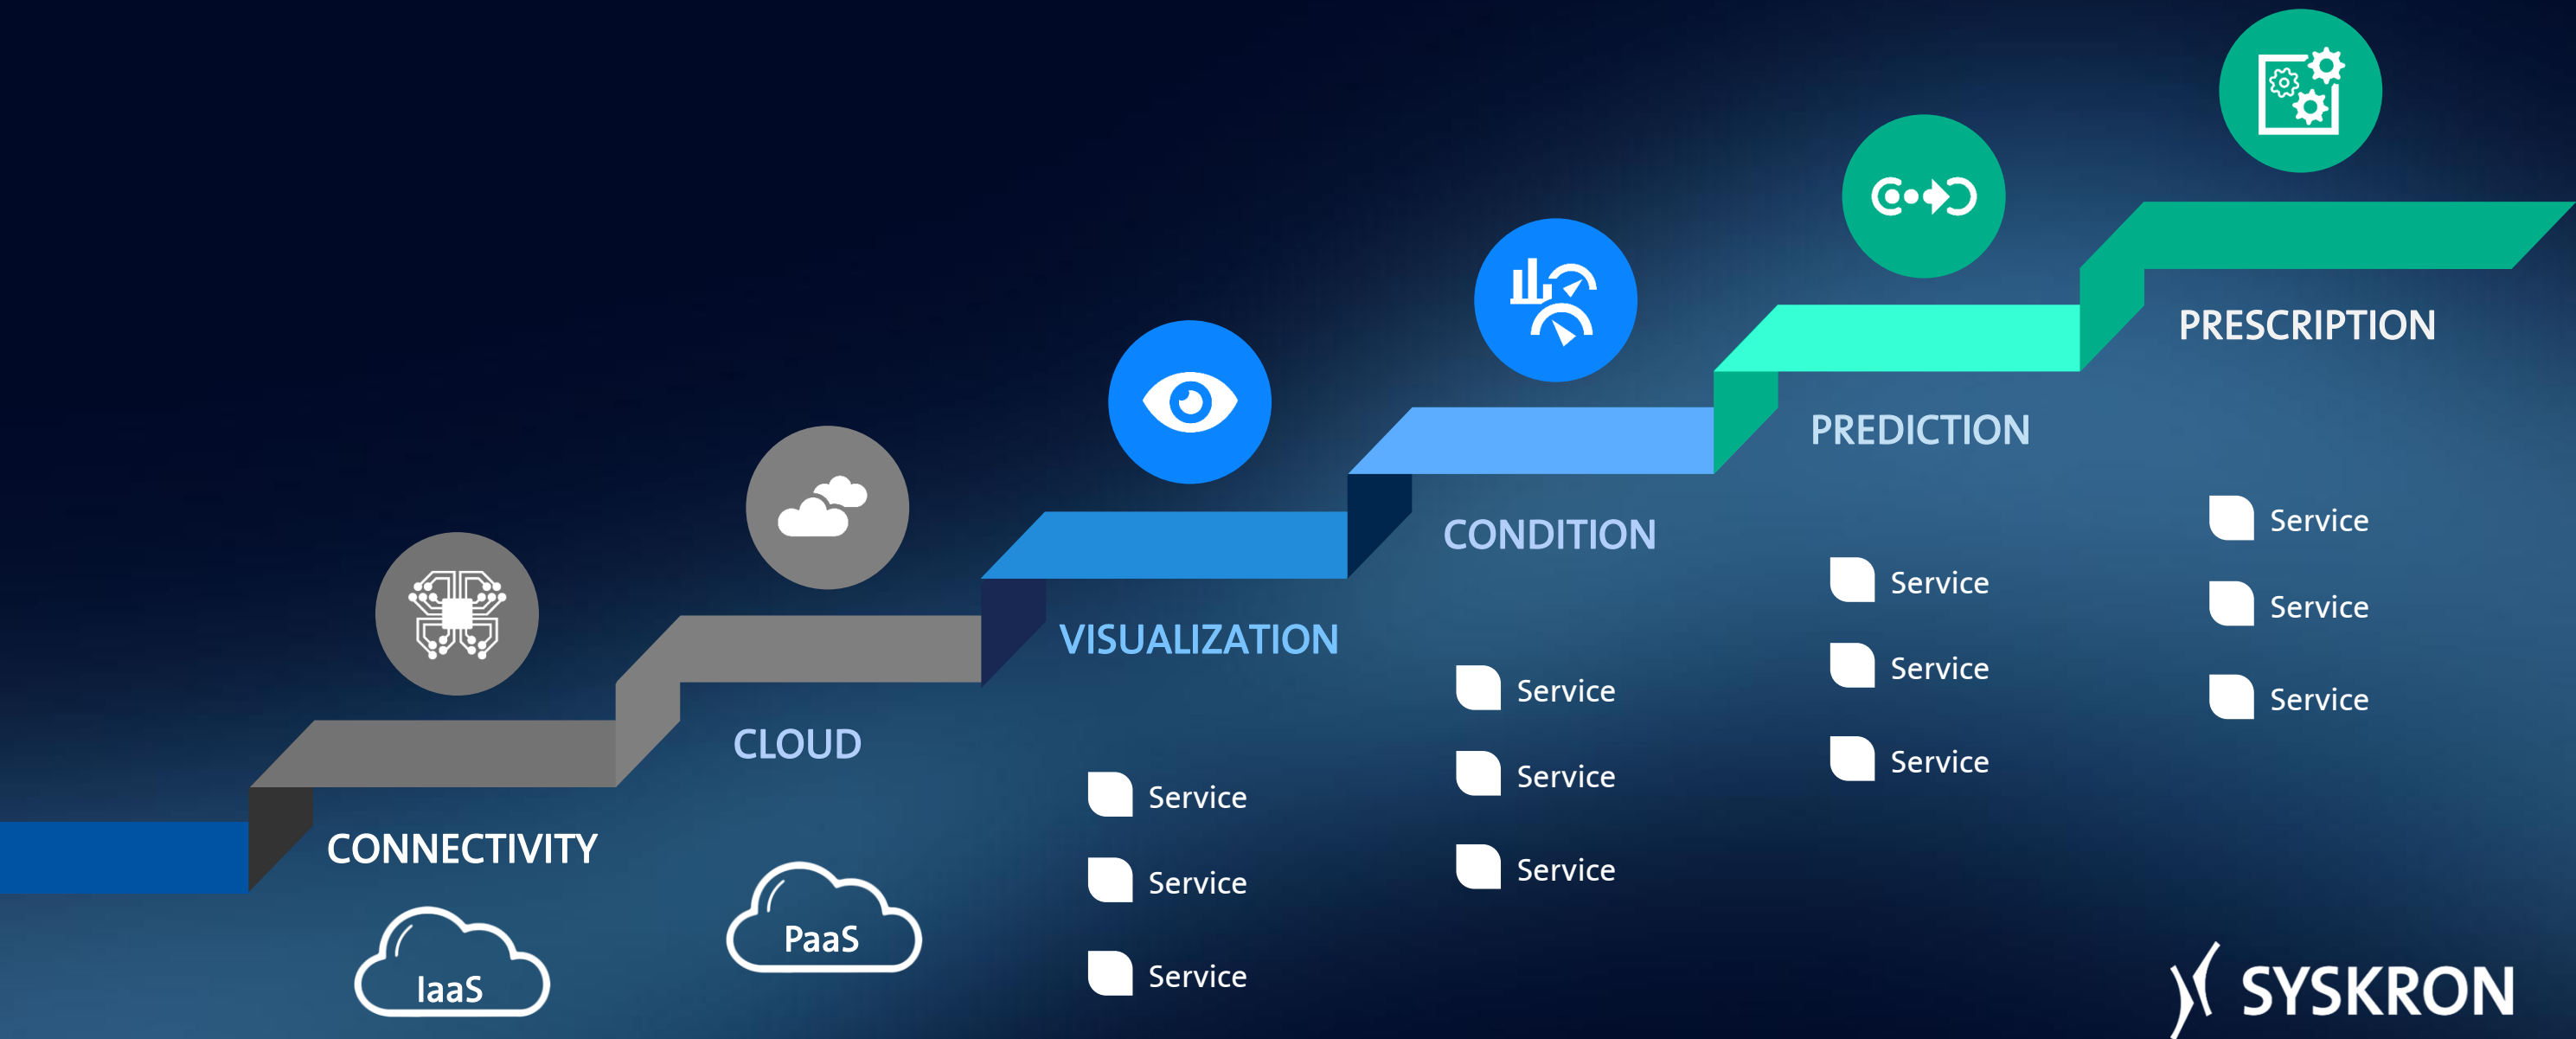 CONNECTIVITY
IaaS
CLOUD
PaaS
VISUALIZATION
Service
Service
Service
CONDITION
Service
Service
Service
PREDICTION
Service
Service
Service
PRESCRIPTION
Service
Service
Service
SYSKRON